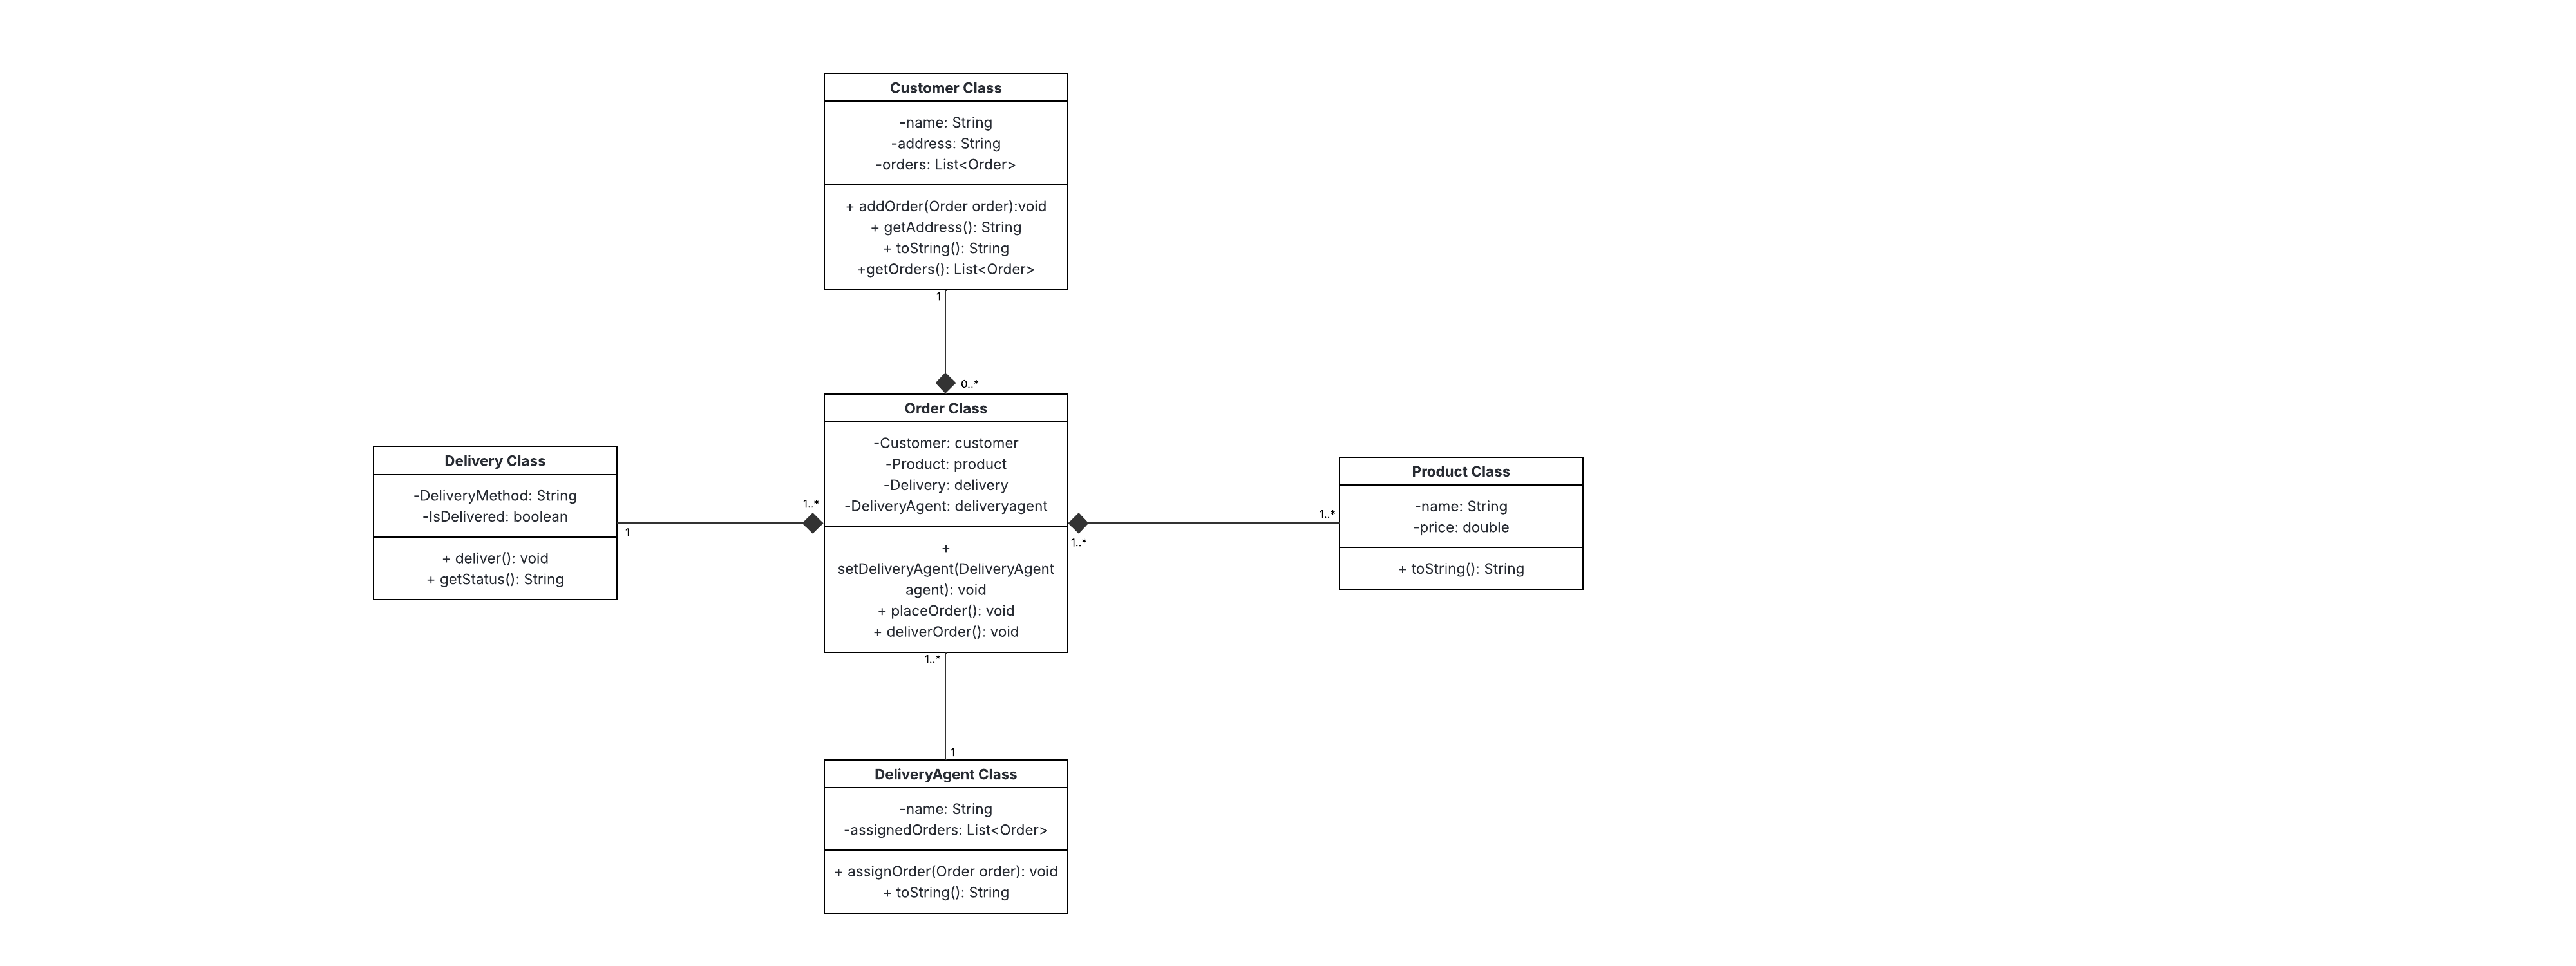 Customer Class
-name: String
-address: String
-orders: List<Order>
+ addOrder(Order order):void
+ getAddress(): String
+ toString(): String
+getOrders(): List<Order>
1
0..*
Order Class
-Customer: customer
-Product: product
-Delivery: delivery
-DeliveryAgent: deliveryagent
+
setDeliveryAgent(DeliveryAgent
agent): void
+ placeOrder(): void
+ deliverOrder(): void
Delivery Class
-DeliveryMethod: String
-IsDelivered: boolean
+ deliver(): void
+ getStatus(): String
1
1..*
1..*
1..*
Product Class
-name: String
-price: double
+ toString(): String
1..*
1
DeliveryAgent Class
-name: String
-assignedOrders: List<Order>
+ assignOrder(Order order): void
+ toString(): String